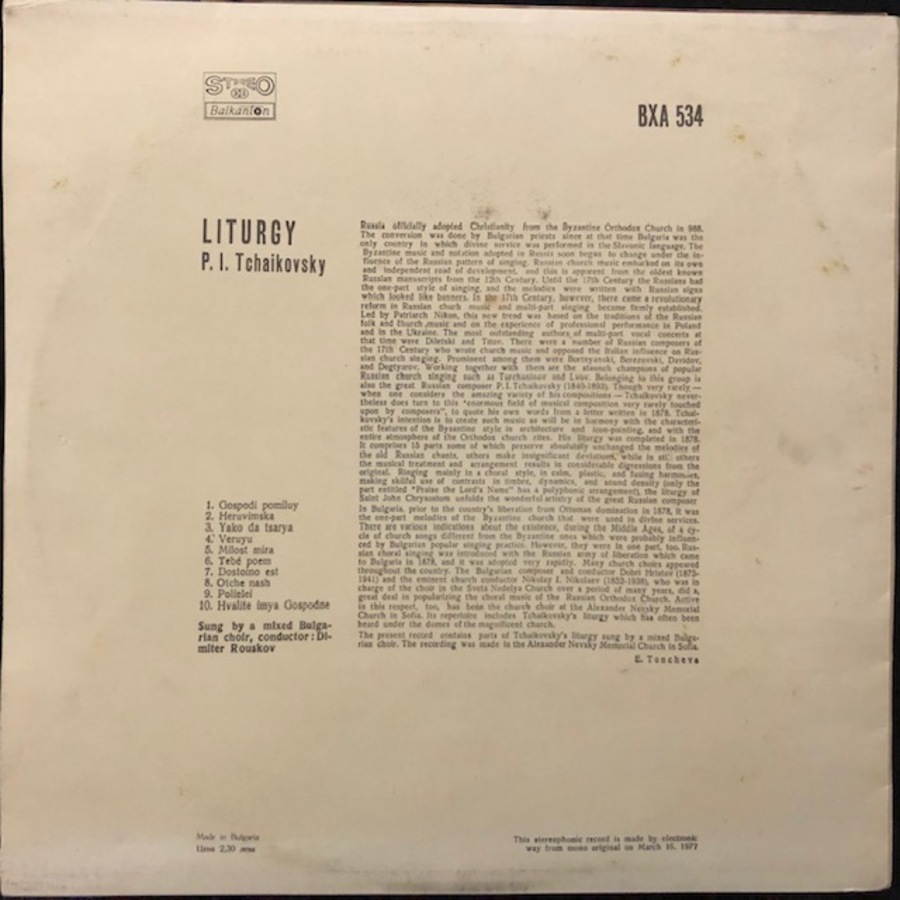 STEREO
Balkanton
BXA 534
LITURGY
P. I. Tchaikovsky
Russia officially adopted Christianity from the Byzantine Orthodox Church in 988.
The conversion was done by Bulgarian priests since at that time Bulgaria was the
only country in which divine service was performed in the Slavonic language. The
Byzantine music and notation adopted in Russia soon began to change under the in-
fluence of the Russian pattern of singing. Russian church music embarked on its own
and independent road of development, and this is apparent from the oldest known
Russian manuscripts from the 12th Century. Until the 17th Century the Russians had
the one-part style of singing, and the melodies were written with Russian signs
which looked like banners. In the 17th Century, however, there came a revolutionary
reform in Russian churh music and multi-part singing became firmly established.
Led by Patriarch Nikon, this new trend was based on the traditions of the Russian
folk and church music and on the experience of professional performance in Poland
and in the Ukraine. The most outstanding authors of multi-part vocal concerts at
that time were Diletski and Titov. There were a number of Russian composers of
the 17th Century who wrote church music and opposed the Italian influence on Rus-
sian church singing. Prominent among them were Bortnyanski, Berezovski, Davidov,
and Degtyarov. Working together with them are the staunch champions of popular
Russian church singing such as Turchaninov and Lvov. Belonging to this group is
also the great Russian composer P. I. Tchaikovsky (1840-1893). Though very rarely —
when one considers the amazing variety of his compositions — Tchaikovsky never-
theless does turn to this "enormous field of musical composition very rarely touched
upon by composers", to quote his own words from a letter written in 1878. Tchai-
kovsky's intention is to create such music as will be in harmony with the characteri-
stic features of the Byzantine style in architecture and icon-painting, and with the
entire atmosphere of the Orthodox church rites. His liturgy was completed in 1878.
It comprises 15 parts some of which preserve absolutely unchanged the melodies of
the old Russian chants, others make insignificant deviations, while in others
the musical treatment and arrangement results in considerable digressions from the
original. Ringing mainly in a choral style, in calm, plastic, and fusing harmonies,
making skilful use of contrasts in timbre, dynamics, and sound density (only the
part entitled "Praise the Lord's Name" has a polyphonic arrangement), the liturgy of
Saint John Chrysostom unfolds the wonderful artistry of the great Russian composer
In Bulgaria, prior to the country's liberation from Ottoman domination in 1878, it was
the one-part melodies of the Byzantine church that were used in divine services.
There are various indications about the existence, during the Middle Ages, of a cy-
cle of church songs different from the Byzantine ones which were probably influen-
ced by Bulgarian popular singing practice. However, they were in one part, too. Rus-
sian choral singing was introduced with the Russian army of liberation which came
to Bulgaria in 1878, and it was adopted very rapidly. Many church choirs appeared
throughout the country. The Bulgarian composer and conductor Dobri Hristov (1875-
1941) and the eminent church conductor Nikolay I. Nikolaev (1852-1938), who was in
charge of the choir in the Sveta Nedelya Church over a period of many years, did a
great deal in popularizing the choral music of the Russian Orthodox Church. Active
in this respect, too, has been the church choir at the Alexander Nevsky Memorial
Church in Sofia. Its repertoire includes Tchaikovsky's liturgy which has often been
heard under the domes of the magnificent church.
The present record contains parts of Tchaikovsky's liturgy sung by a mixed Bulga-
rian choir. The recording was made in the Alexander Nevsky Memorial Church in Sofia.
E. Toncheva
1. Gospodi pomiluy
2. Heruvimska
3. Yako da tsarya
4. Veruyu
5. Milost mira
6. Tebé poem
7. Dostoino est
8. Otche nash
9. Polielei
10. Hvalite imya Gospodne
Sung by a mixed Bulga-
rian choir, conductor: Di-
miter Rouskov
Made in Bulgaria
Цена 2,30 лева
This stereophonic record is made by electronic
way from mono original on March 16, 1977